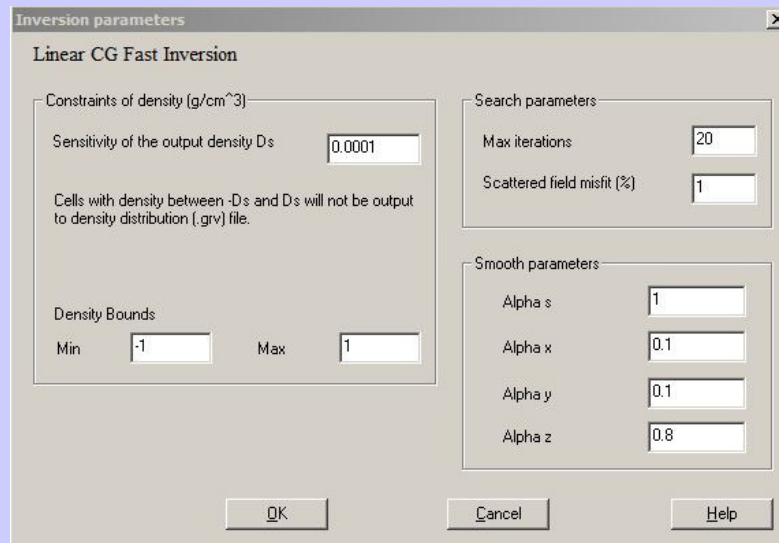 Inversion parameters
Linear CG Fast Inversion
Constraints of density (g/cm^3)
Sensitivity of the output density Ds
0.0001
Cells with density between -Ds and Ds will not be output
to density distribution (.grv) file.
Density Bounds
Min
-1
Max
1
Search parameters
Max iterations
20
Scattered field misfit (%)
1
Smooth parameters
Alpha s
1
Alpha x
0.1
Alpha y
0.1
Alpha z
0.8
OK
Cancel
Help